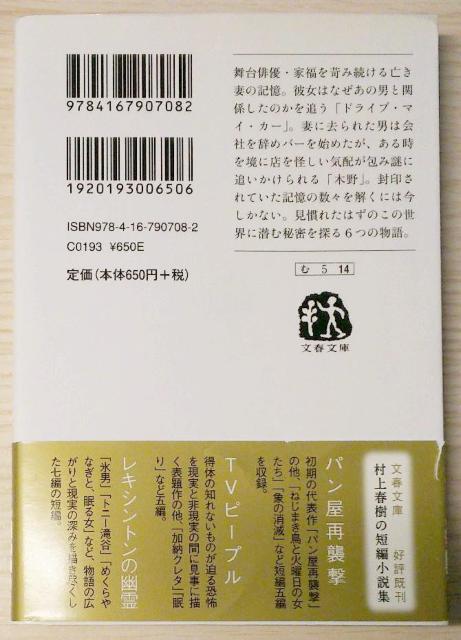 9784167907082
1920193006506
ISBN978-4-16-790708-2
C0193 ¥650E
定価(本体650円+税)
舞台俳優・家福を苛み続ける亡き
妻の記憶。彼女はなぜあの男と関
係したのかを追う「ドライブ・マ
イ・カー」。妻に去られた男は会
社を辞めバーを始めたが、ある時
を境に店を怪しい気配が包み謎に
追いかけられる「木野」。封印さ
れていた記憶の数々を解くには今
しかない。見慣れたはずのこの世
界に潜む秘密を探る6つの物語。
む 5 14
文春文庫
文春文庫 好評既刊
村上春樹の短編小説集
パン屋再襲撃
初期の代表作「パン屋再襲撃」
の他、「ねじまき鳥と火曜日の女
たち」「象の消滅」など短編五編
を収録。
TVピープル
得体の知れないものが迫る恐怖
を現実と非現実の間に見事に描
く表題作の他、「加納クレタ」「眠
り」など五編。
レキシントンの幽霊
「氷男」「トニー滝谷」「めくらや
なぎと、眠る女」など、物語の広
がりと現実の深みを描き尽くし
た七編の短編。